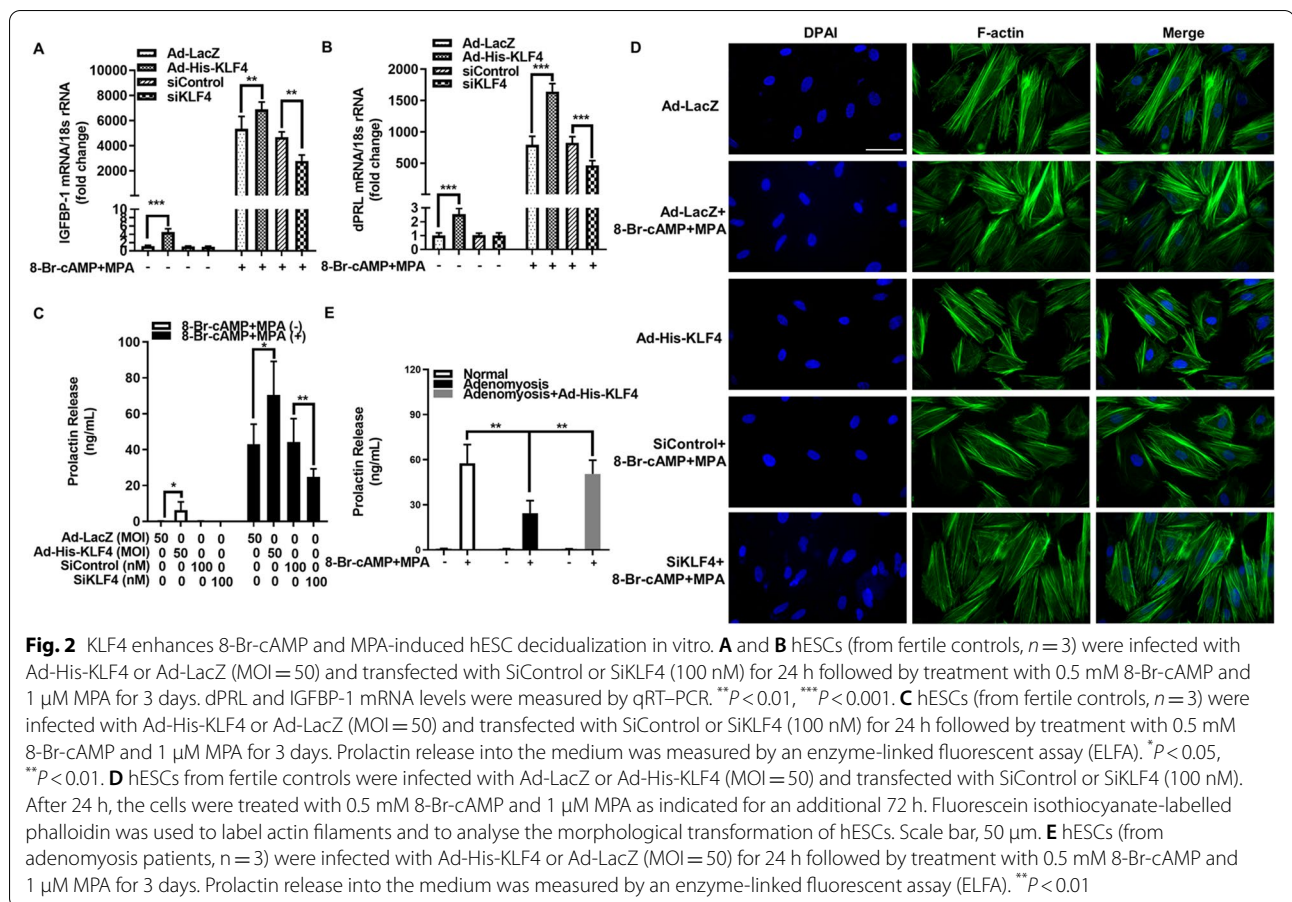 A
Ad-LacZ
Ad-His-KLF4
siControl
siKLF4
IGFBP-1 mRNA/18s rRNA
(fold change)
10000
8000
6000
4000
2000
10
8
6
4
2
0
***
**
**
8-Br-cAMP+MPA - - - - + + + +
B
Ad-LacZ
Ad-His-KLF4
siControl
siKLF4
dPRL mRNA/18s rRNA
(fold change)
2000
1500
1000
500
3
2
1
0
***
***
***
- - - - + + + +
C
8-Br-cAMP+MPA (-)
8-Br-cAMP+MPA (+)
Prolactin Release
(ng/mL)
100
80
60
40
20
0
*
*
**
Ad-LacZ (MOI) 50 0 0 0 50 0 0 0
Ad-His-KLF4 (MOI) 0 50 0 0 0 50 0 0
SiControl (nM) 0 0 100 0 0 0 100 0
SiKLF4 (nM) 0 0 0 100 0 0 0 100
E
Normal
Adenomyosis
Adenomyosis+Ad-His-KLF4
Prolactin Release
(ng/mL)
120
90
60
30
0
** **
8-Br-cAMP+MPA - + - + - +
D
DPAI F-actin Merge
Ad-LacZ
Ad-LacZ+
8-Br-cAMP+MPA
Ad-His-KLF4
SiControl+
8-Br-cAMP+MPA
SiKLF4+
8-Br-cAMP+MPA
Fig. 2 KLF4 enhances 8-Br-cAMP and MPA-induced hESC decidualization in vitro. A and B hESCs (from fertile controls, n = 3) were infected with
Ad-His-KLF4 or Ad-LacZ (MOI = 50) and transfected with SiControl or SiKLF4 (100 nM) for 24 h followed by treatment with 0.5 mM 8-Br-cAMP and
1 μM MPA for 3 days. dPRL and IGFBP-1 mRNA levels were measured by qRT–PCR. **P < 0.01, ***P < 0.001. C hESCs (from fertile controls, n = 3) were
infected with Ad-His-KLF4 or Ad-LacZ (MOI = 50) and transfected with SiControl or SiKLF4 (100 nM) for 24 h followed by treatment with 0.5 mM
8-Br-cAMP and 1 μM MPA for 3 days. Prolactin release into the medium was measured by an enzyme-linked fluorescent assay (ELFA). *P < 0.05,
**P < 0.01. D hESCs from fertile controls were infected with Ad-LacZ or Ad-His-KLF4 (MOI = 50) and transfected with SiControl or SiKLF4 (100 nM).
After 24 h, the cells were treated with 0.5 mM 8-Br-cAMP and 1 μM MPA as indicated for an additional 72 h. Fluorescein isothiocyanate-labelled
phalloidin was used to label actin filaments and to analyse the morphological transformation of hESCs. Scale bar, 50 μm. E hESCs (from
adenomyosis patients, n = 3) were infected with Ad-His-KLF4 or Ad-LacZ (MOI = 50) for 24 h followed by treatment with 0.5 mM 8-Br-cAMP and
1 μM MPA for 3 days. Prolactin release into the medium was measured by an enzyme-linked fluorescent assay (ELFA). **P < 0.01